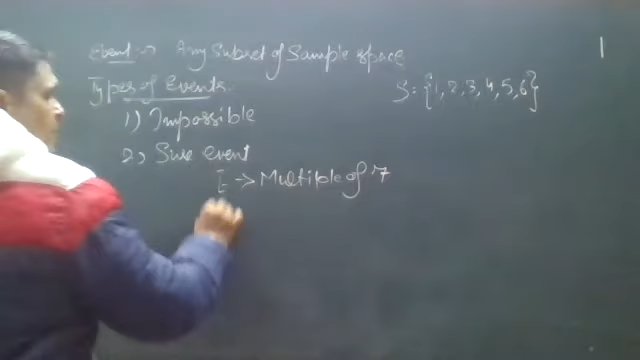 Event :→ Any Subset of Sample space
Types of Events:
S = {1, 2, 3, 4, 5, 6}
1) Impossible
2) Sure event
E → Multiple of 7
1